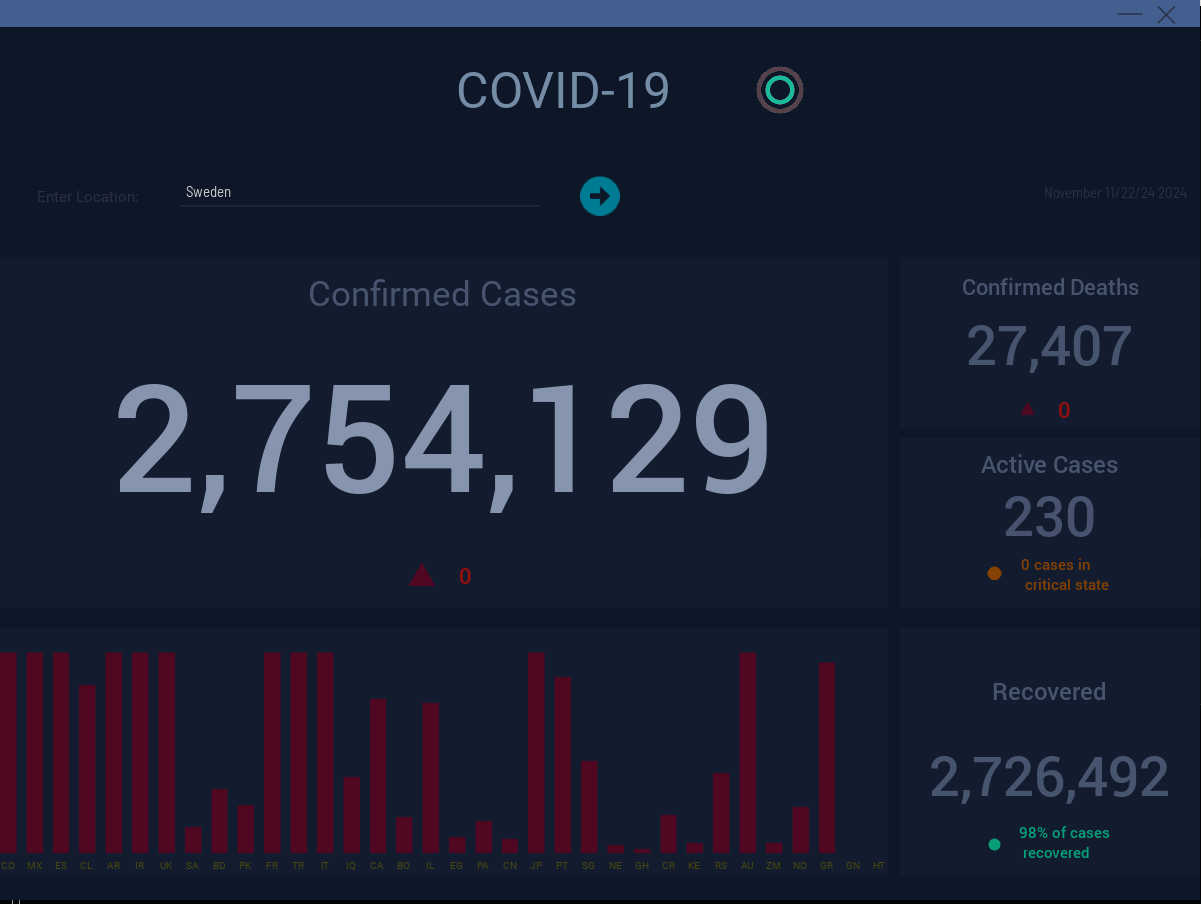 COVID-19
Enter Location:
Sweden
November 11/22/24 2024
Confirmed Cases
2,754,129
0
Confirmed Deaths
27,407
0
Active Cases
230
0 cases in
critical state
CO MX ES CL AR IR UK SA BD PK FR TR IT IQ CA BO IL EG PA CN JP PT SG NE GH CR KE RS AU ZM NO GR GN HT
Recovered
2,726,492
98% of cases
recovered